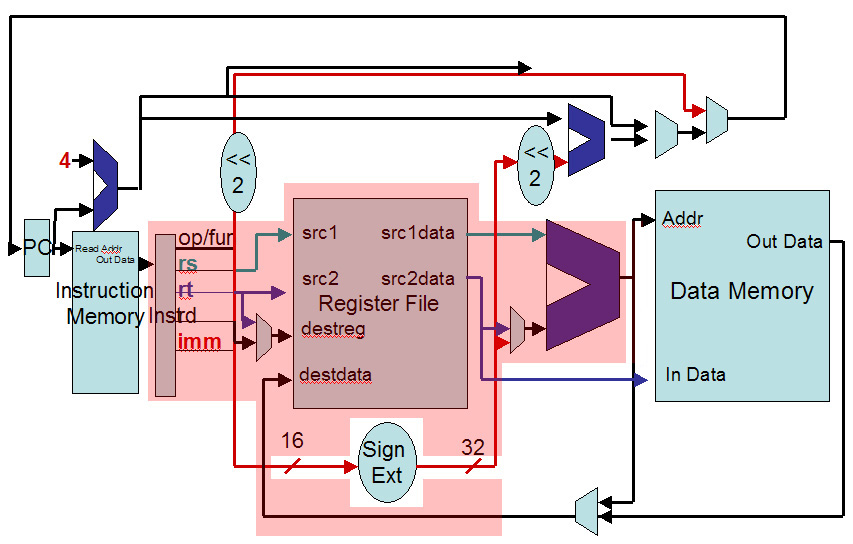 4
<<
2
<<
2
PC
Read Addr
Out Data
Instruction
Memory
Inst
op/fun
rs
rt
rd
imm
src1
src1data
src2
src2data
Register File
destreg
destdata
Addr
Out Data
Data Memory
In Data
16
Sign
Ext
32